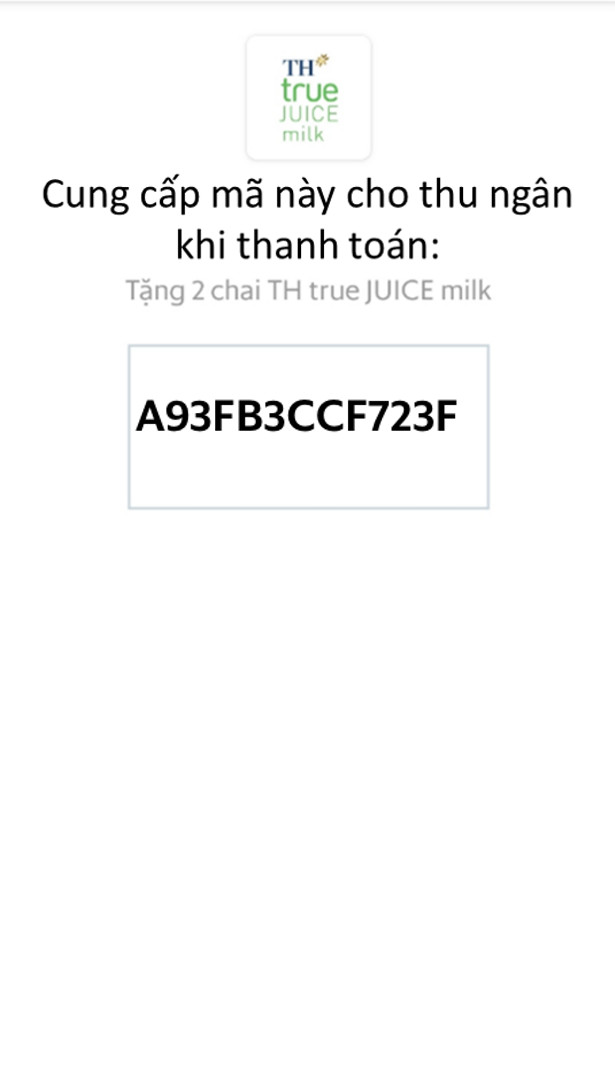 TH
true
JUICE
milk
Cung cấp mã này cho thu ngân
khi thanh toán:
Tặng 2 chai TH true JUICE milk
A93FB3CCF723F